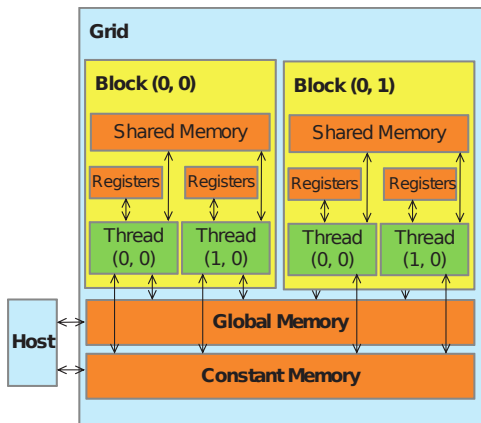 Grid
Block (0, 0)
Shared Memory
Registers
Registers
Thread
(0, 0)
Thread
(1, 0)
Block (0, 1)
Shared Memory
Registers
Registers
Thread
(0, 0)
Thread
(1, 0)
Host
Global Memory
Constant Memory